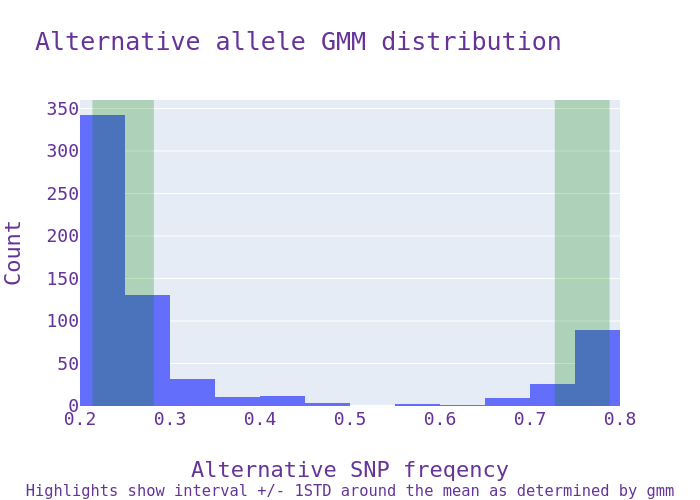 Alternative allele GMM distribution
350
300
250
200
150
100
50
0
Count
0.2 0.3 0.4 0.5 0.6 0.7 0.8
Alternative SNP freqency
Highlights show interval +/- 1STD around the mean as determined by gmm